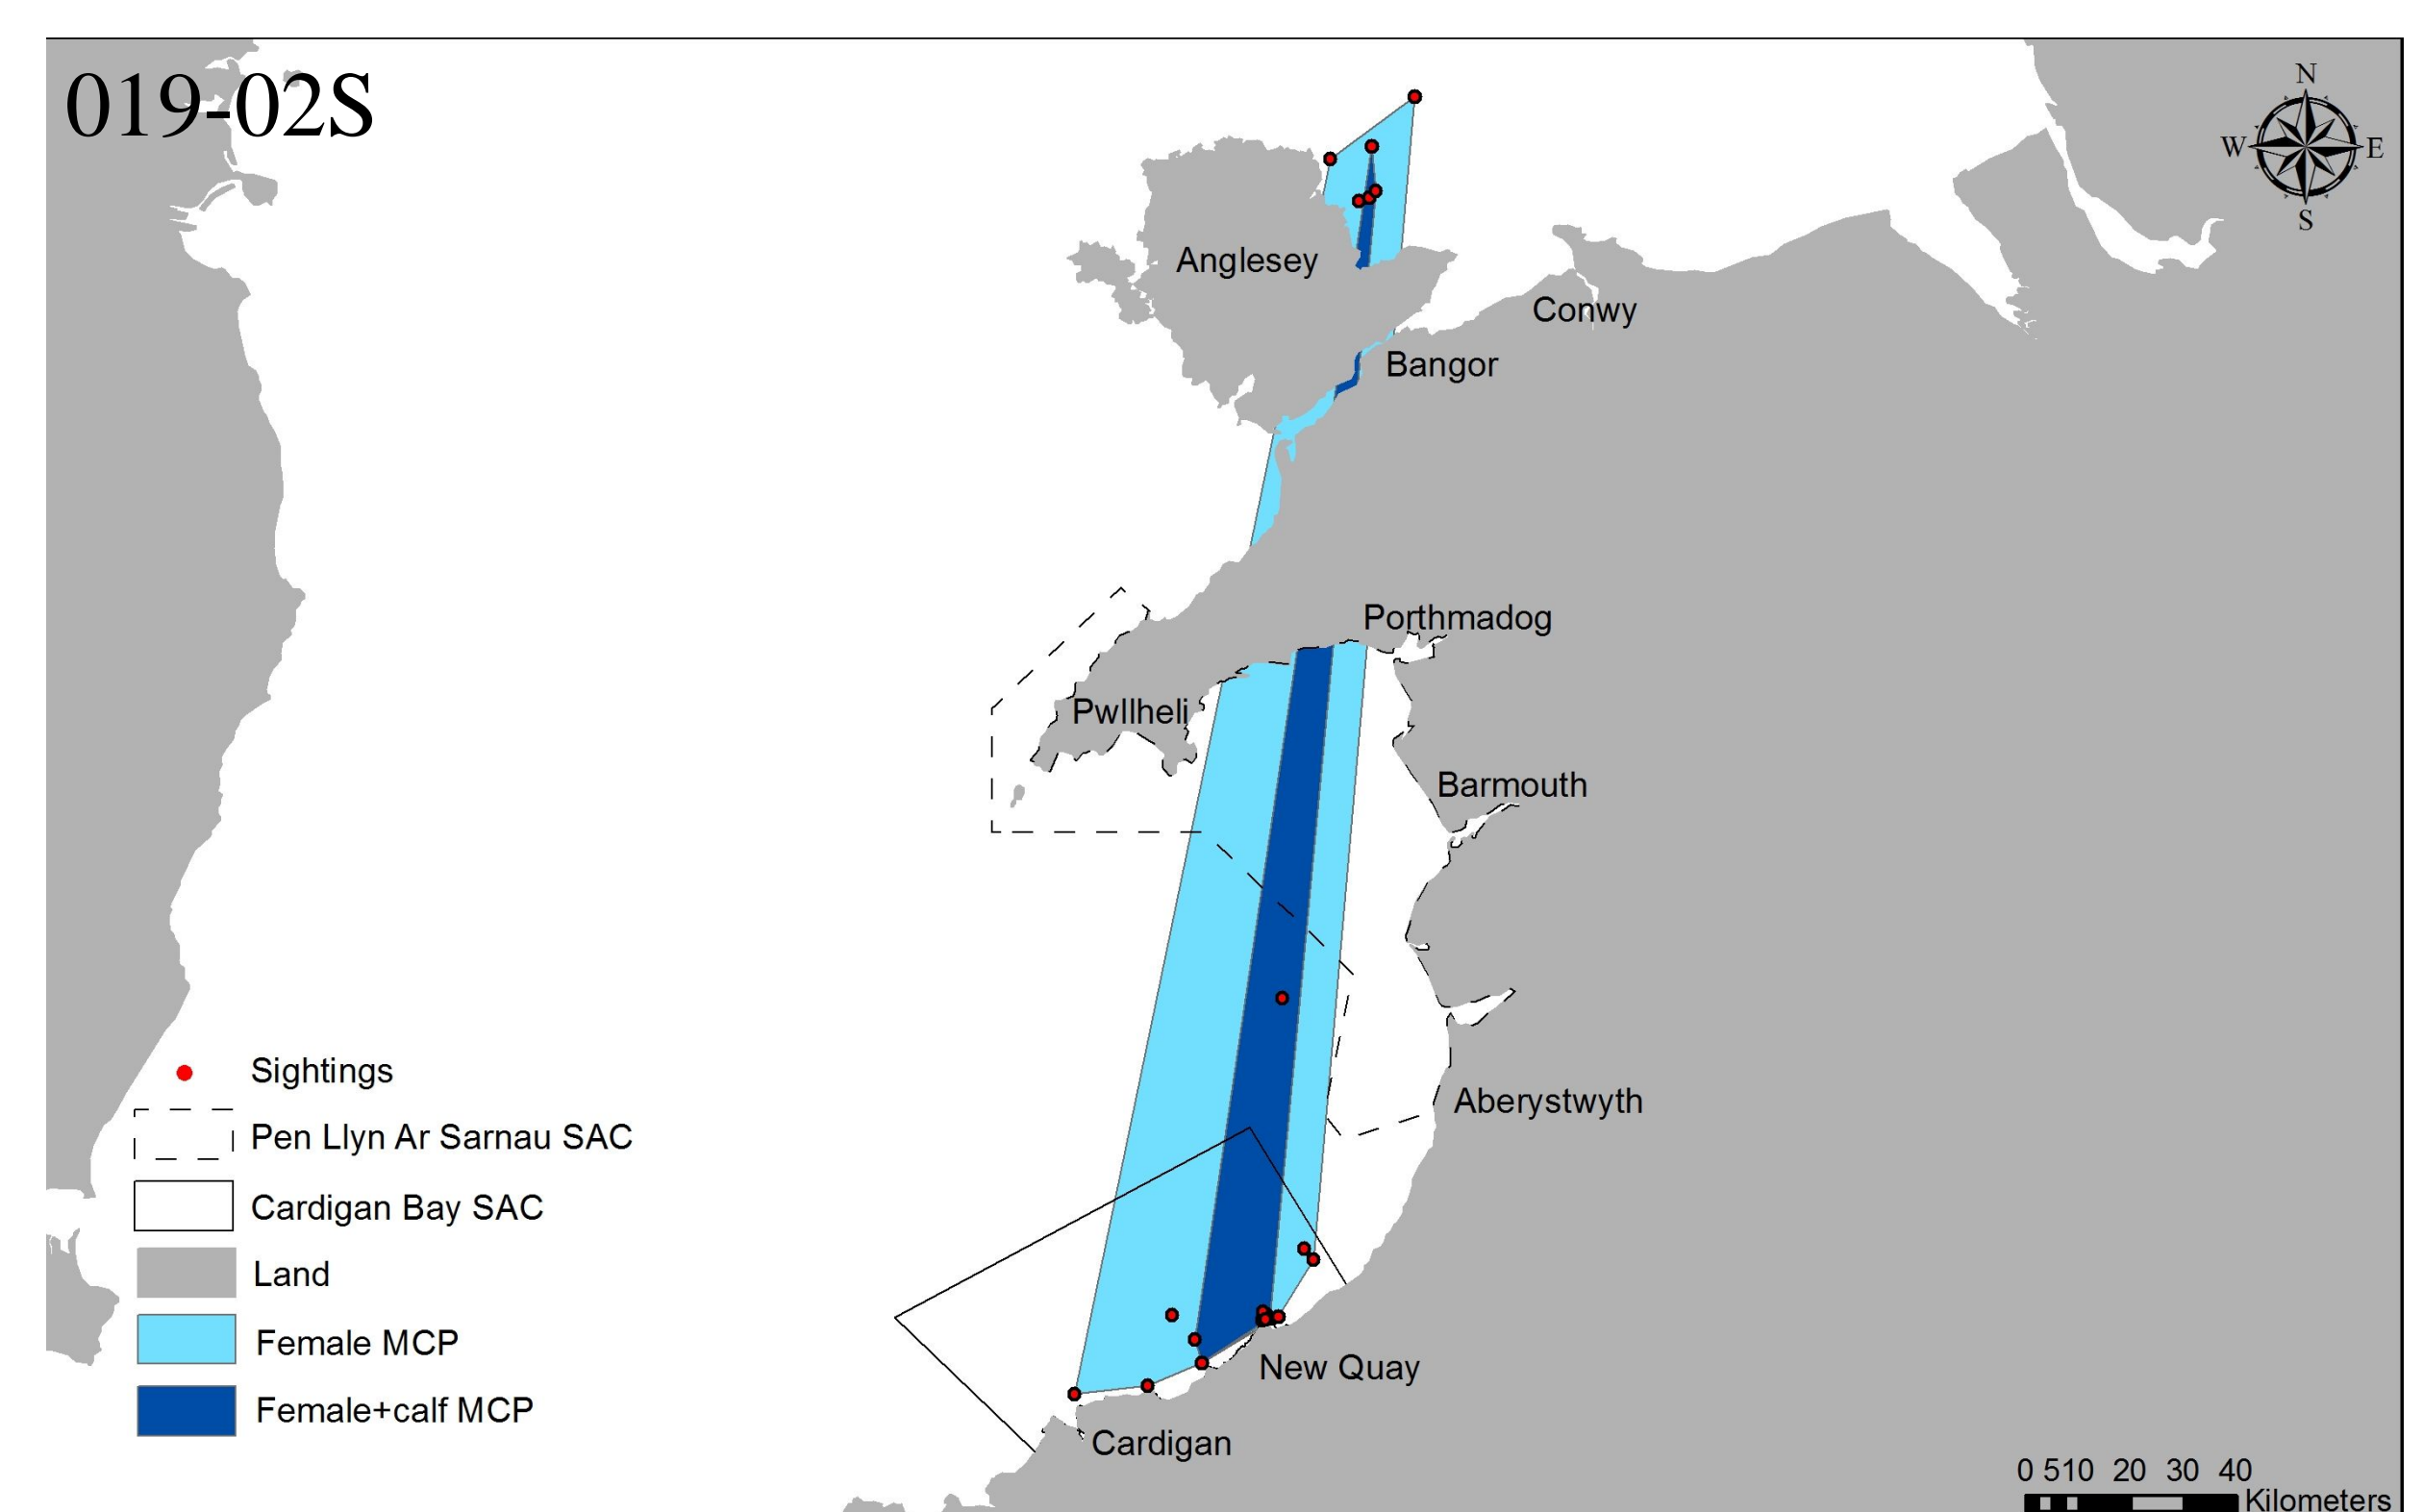 019-02S
N
W E
S
Anglesey
Conwy
Bangor
Porthmadog
Pwllheli
Barmouth
Aberystwyth
New Quay
Cardigan
Sightings
Pen Llyn Ar Sarnau SAC
Cardigan Bay SAC
Land
Female MCP
Female+calf MCP
0 510 20 30 40
Kilometers